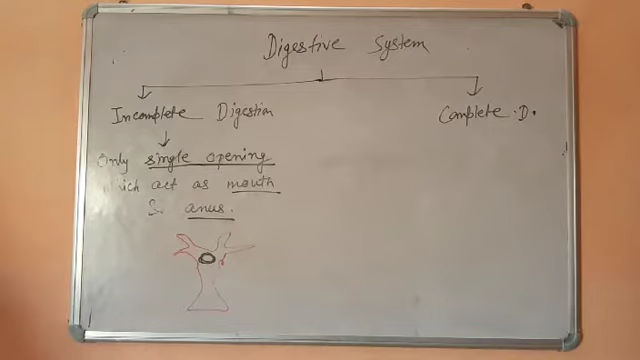 Digestive System
Incomplete Digestion
Complete . D.
Only single opening
which act as mouth
& anus.